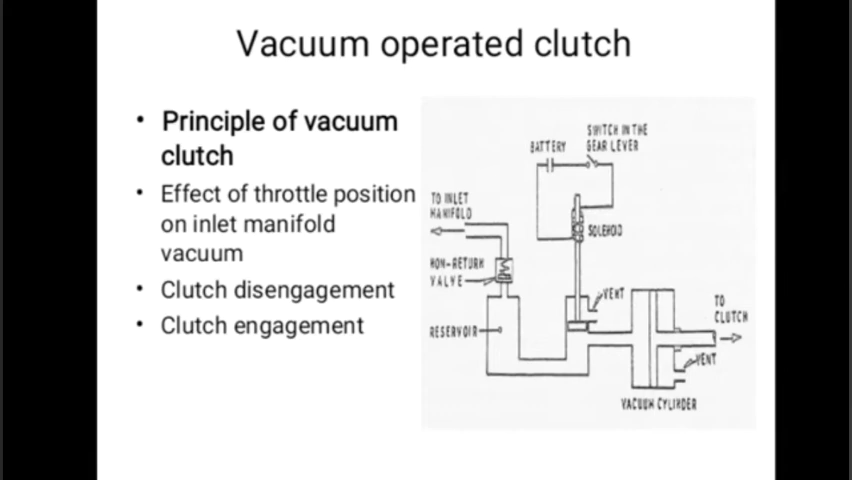 Vacuum operated clutch
• Principle of vacuum
clutch
• Effect of throttle position
on inlet manifold
vacuum
• Clutch disengagement
• Clutch engagement
SWITCH IN THE
BATTERY GEAR LEVER
TO INLET
MANIFOLD
SOLENOID
NON-RETURN
VALVE
VENT
TO
CLUTCH
RESERVOIR
VENT
VACUUM CYLINDER